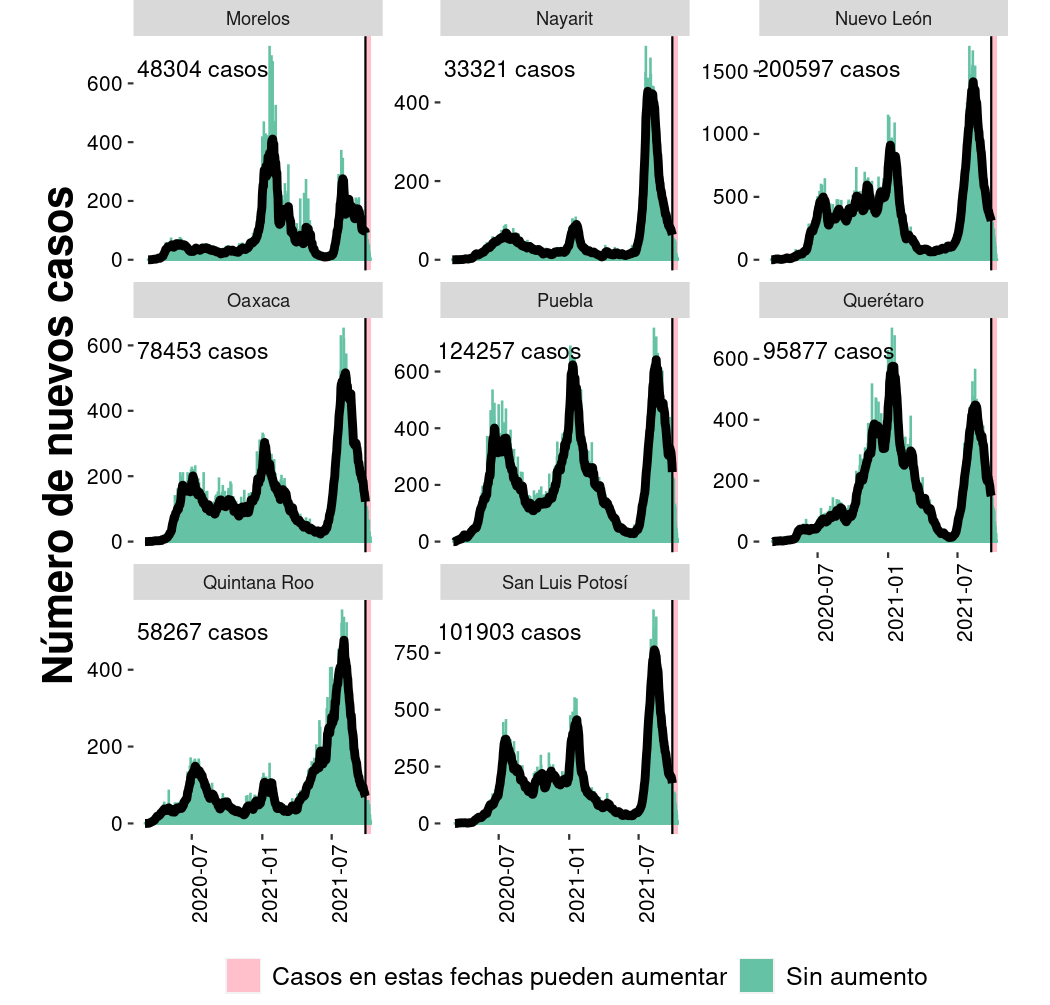 Número de nuevos casos
Morelos
48304 casos
600
400
200
0
Nayarit
33321 casos
400
200
0
Nuevo León
200597 casos
1500
1000
500
0
Oaxaca
78453 casos
600
400
200
0
Puebla
124257 casos
600
400
200
0
Querétaro
95877 casos
600
400
200
0
2020-07
2021-01
2021-07
Quintana Roo
58267 casos
400
200
0
2020-07
2021-01
2021-07
San Luis Potosí
101903 casos
750
500
250
0
2020-07
2021-01
2021-07
Casos en estas fechas pueden aumentar
Sin aumento